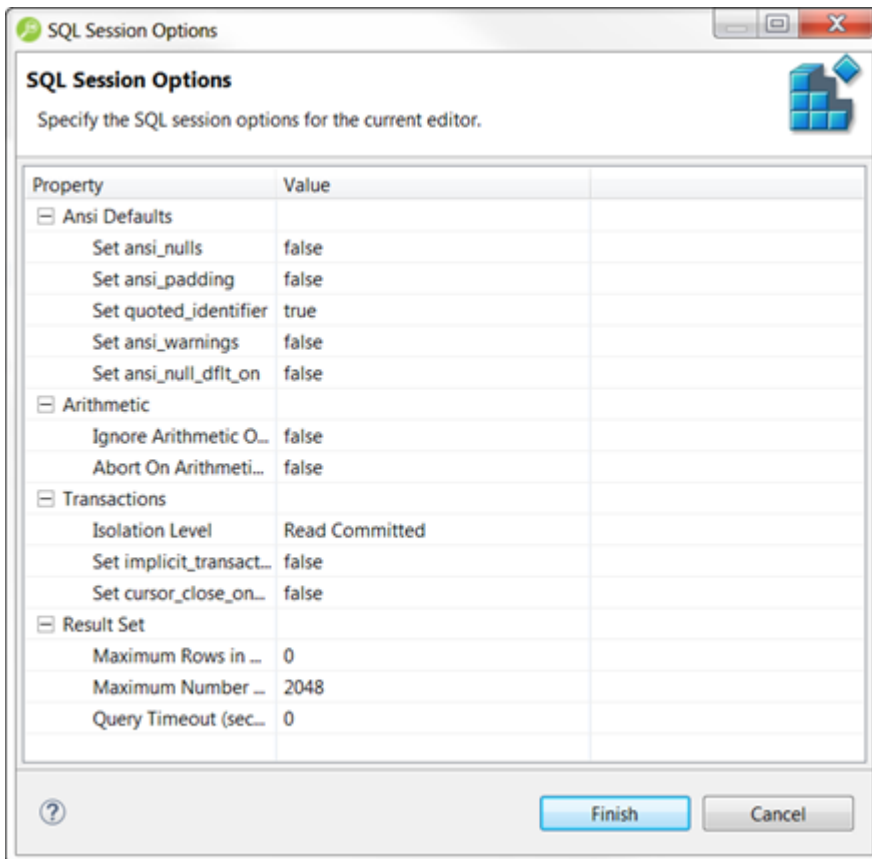 SQL Session Options
SQL Session Options
Specify the SQL session options for the current editor.
Property Value
Ansi Defaults
Set ansi_nulls false
Set ansi_padding false
Set quoted_identifier true
Set ansi_warnings false
Set ansi_null_dflt_on false
Arithmetic
Ignore Arithmetic O... false
Abort On Arithmeti... false
Transactions
Isolation Level Read Committed
Set implicit_transact... false
Set cursor_close_on... false
Result Set
Maximum Rows in ... 0
Maximum Number ... 2048
Query Timeout (sec... 0
Finish Cancel